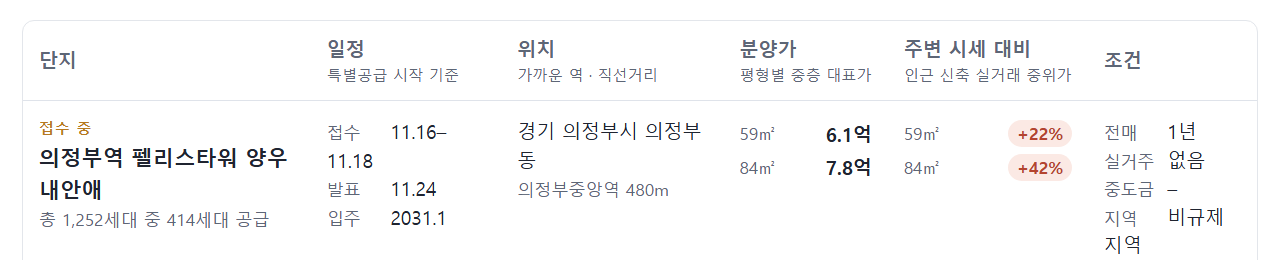 단지
일정
특별공급 시작 기준
위치
가까운 역 · 직선거리
분양가
평형별 중층 대표가
주변 시세 대비
인근 신축 실거래 중위가
조건
접수 중
의정부역 펠리스타워 양우
내안애
총 1,252세대 중 414세대 공급
접수 11.16–
11.18
발표 11.24
입주 2031.1
경기 의정부시 의정부
동
의정부중앙역 480m
59㎡ 6.1억
84㎡ 7.8억
59㎡ +22%
84㎡ +42%
전매 1년
실거주 없음
중도금 –
지역 비규제
지역